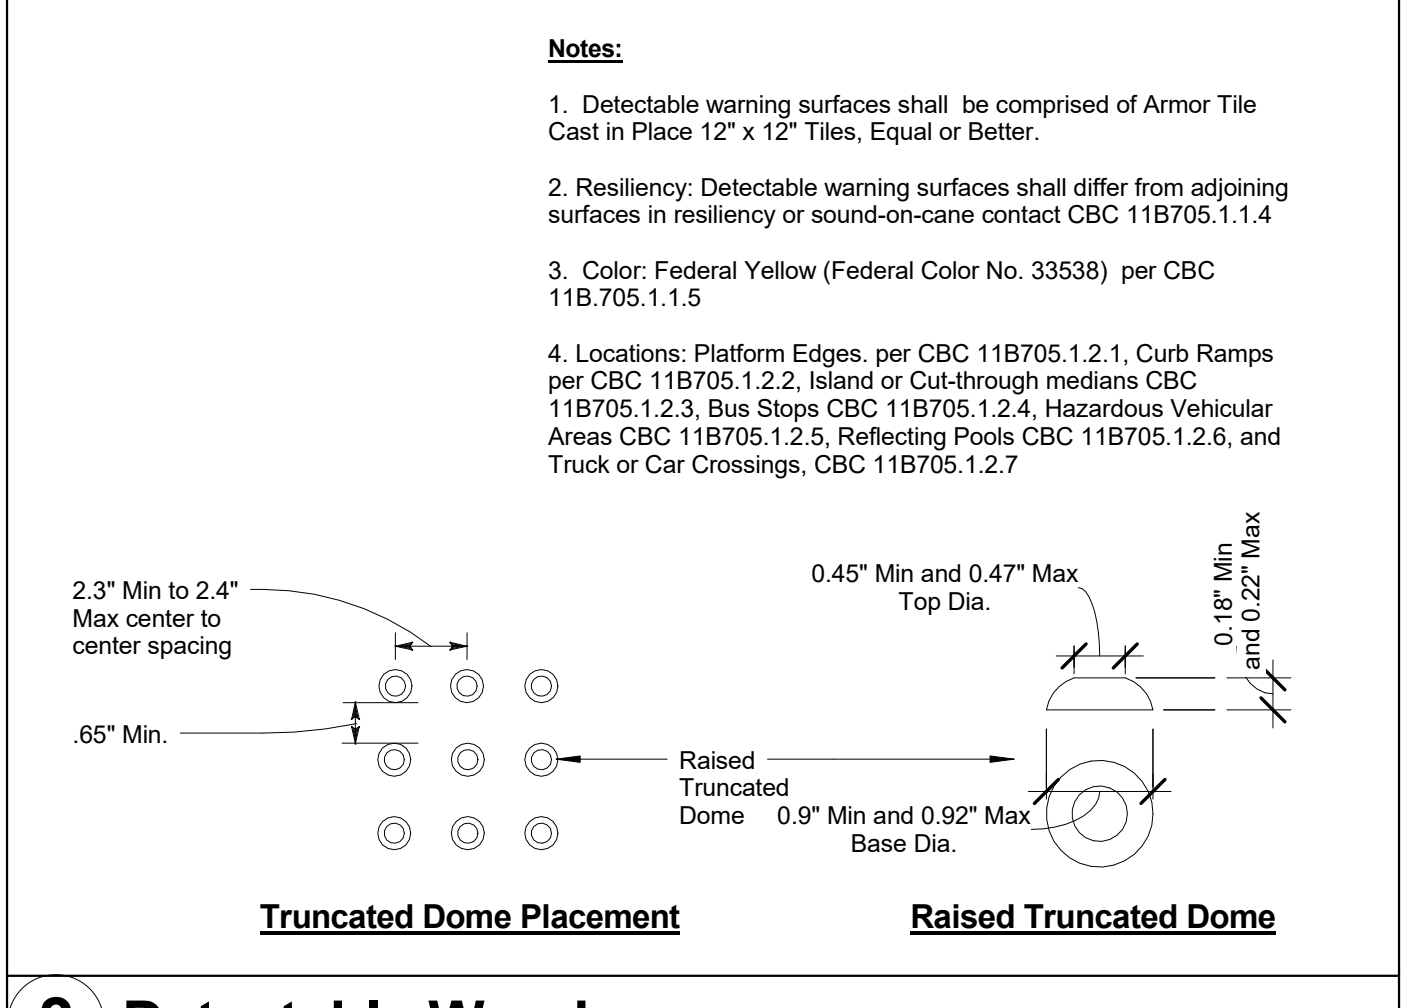 Notes:
1. Detectable warning surfaces shall be comprised of Armor Tile
Cast in Place 12" x 12" Tiles, Equal or Better.
2. Resiliency: Detectable warning surfaces shall differ from adjoining
surfaces in resiliency or sound-on-cane contact CBC 11B705.1.1.4
3. Color: Federal Yellow (Federal Color No. 33538) per CBC
11B.705.1.1.5
4. Locations: Platform Edges. per CBC 11B705.1.2.1, Curb Ramps
per CBC 11B705.1.2.2, Island or Cut-through medians CBC
11B705.1.2.3, Bus Stops CBC 11B705.1.2.4, Hazardous Vehicular
Areas CBC 11B705.1.2.5, Reflecting Pools CBC 11B705.1.2.6, and
Truck or Car Crossings, CBC 11B705.1.2.7
2.3" Min to 2.4"
Max center to
center spacing
.65" Min.
Raised
Truncated
Dome
0.45" Min and 0.47" Max
Top Dia.
0.18" Min
and 0.22" Max
0.9" Min and 0.92" Max
Base Dia.
Truncated Dome Placement
Raised Truncated Dome